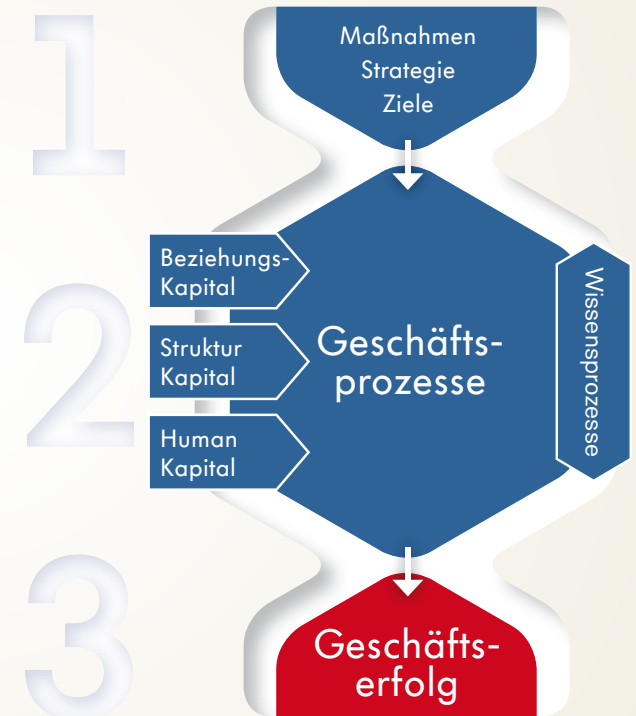 1
Maßnahmen
Strategie
Ziele
2
Beziehungs-
Kapital
Struktur
Kapital
Human
Kapital
Geschäfts-
prozesse
Wissensprozesse
3
Geschäfts-
erfolg